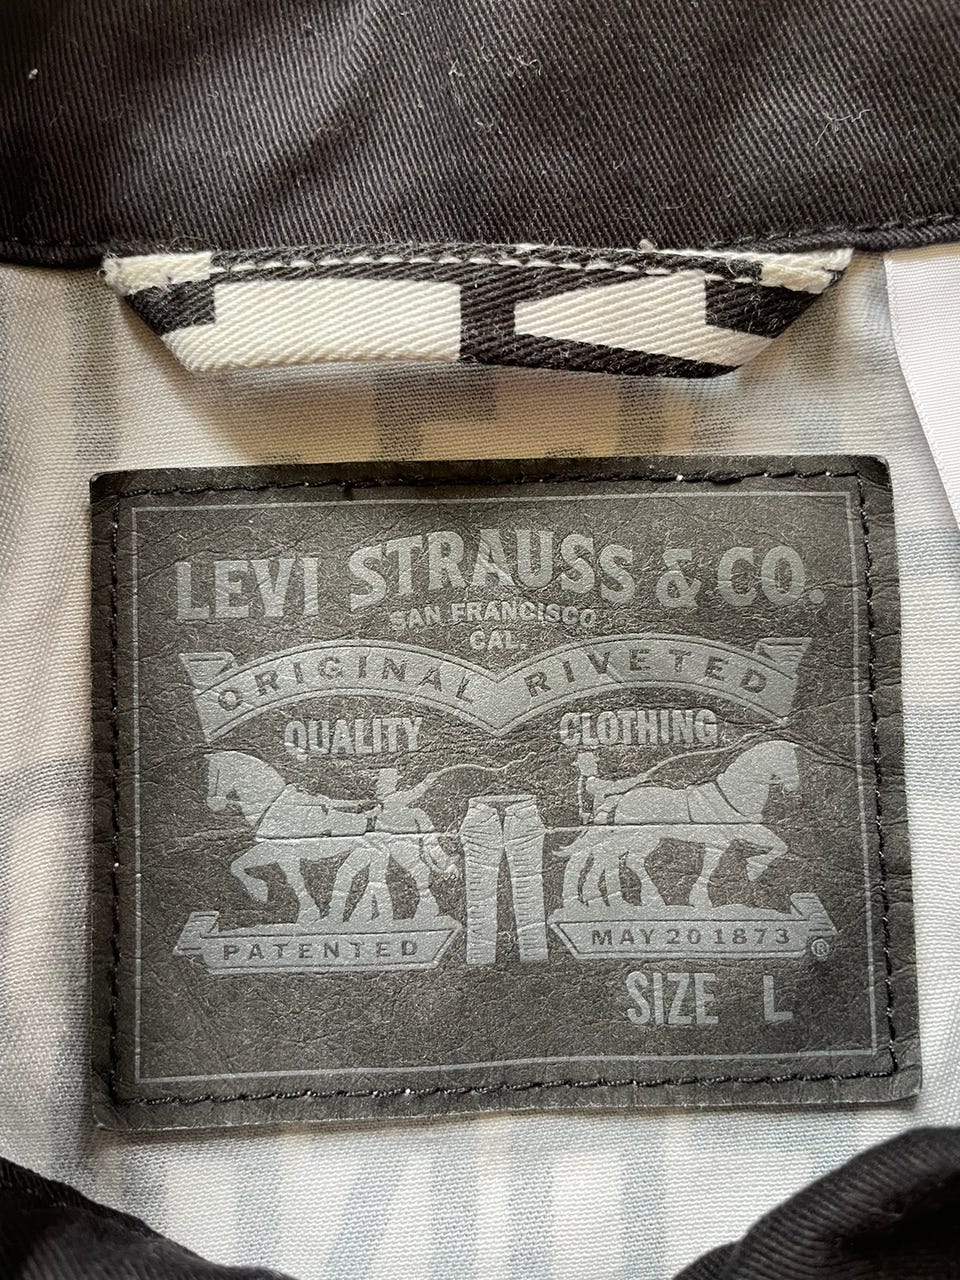 LEVI STRAUSS & CO.
SAN FRANCISCO
CAL.
ORIGINAL RIVETED
QUALITY CLOTHING
PATENTED MAY 20 1873 ®
SIZE L